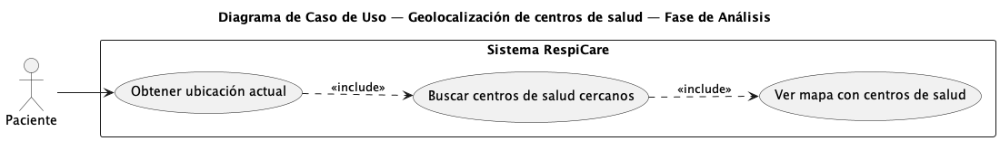 Diagrama de Caso de Uso — Geolocalización de centros de salud — Fase de Análisis
Sistema RespiCare
Paciente
Obtener ubicación actual
«include»
Buscar centros de salud cercanos
«include»
Ver mapa con centros de salud